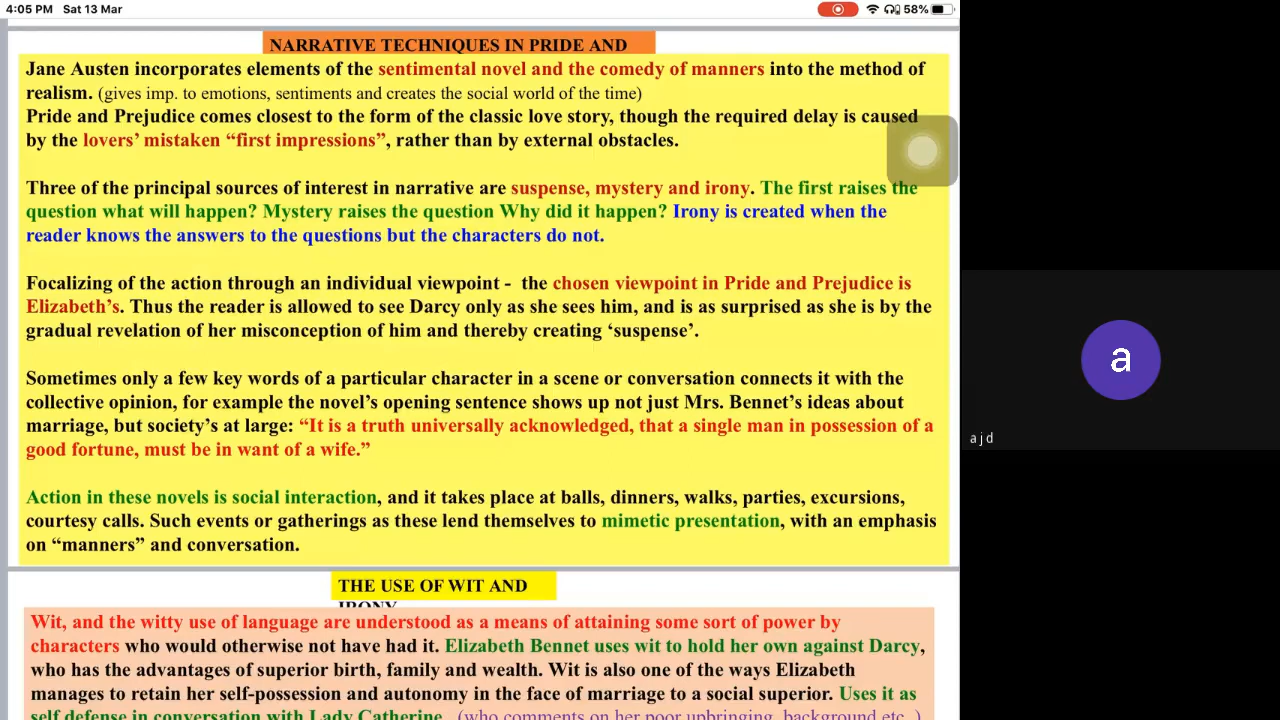 4:05 PM Sat 13 Mar
58%
NARRATIVE TECHNIQUES IN PRIDE AND
Jane Austen incorporates elements of the sentimental novel and the comedy of manners into the method of
realism. (gives imp. to emotions, sentiments and creates the social world of the time)
Pride and Prejudice comes closest to the form of the classic love story, though the required delay is caused
by the lovers’ mistaken “first impressions”, rather than by external obstacles.
Three of the principal sources of interest in narrative are suspense, mystery and irony. The first raises the
question what will happen? Mystery raises the question Why did it happen? Irony is created when the
reader knows the answers to the questions but the characters do not.
Focalizing of the action through an individual viewpoint - the chosen viewpoint in Pride and Prejudice is
Elizabeth’s. Thus the reader is allowed to see Darcy only as she sees him, and is as surprised as she is by the
gradual revelation of her misconception of him and thereby creating ‘suspense’.
Sometimes only a few key words of a particular character in a scene or conversation connects it with the
collective opinion, for example the novel’s opening sentence shows up not just Mrs. Bennet’s ideas about
marriage, but society’s at large: “It is a truth universally acknowledged, that a single man in possession of a
good fortune, must be in want of a wife.”
Action in these novels is social interaction, and it takes place at balls, dinners, walks, parties, excursions,
courtesy calls. Such events or gatherings as these lend themselves to mimetic presentation, with an emphasis
on “manners” and conversation.
THE USE OF WIT AND
IRONY
Wit, and the witty use of language are understood as a means of attaining some sort of power by
characters who would otherwise not have had it. Elizabeth Bennet uses wit to hold her own against Darcy,
who has the advantages of superior birth, family and wealth. Wit is also one of the ways Elizabeth
manages to retain her self-possession and autonomy in the face of marriage to a social superior. Uses it as
self defense in conversation with Lady Catherine. (who comments on her poor upbringing, background etc..)
a
a j d